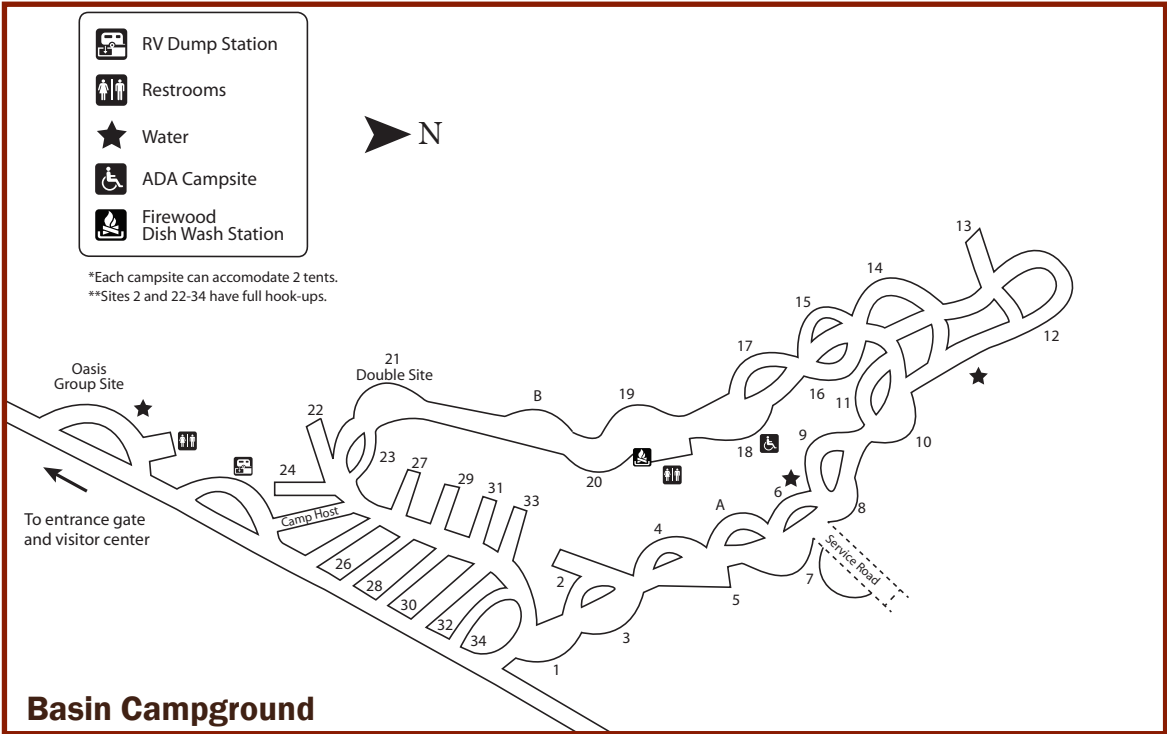 RV Dump Station
Restrooms
Water
ADA Campsite
Firewood
Dish Wash Station
*Each campsite can accomodate 2 tents.
**Sites 2 and 22-34 have full hook-ups.
N
13
14
15
12
17
16
11
10
21
Double Site
B
19
18
9
20
6
8
A
4
7
5
Service Road
Oasis
Group Site
22
24
23
27
29
31
33
Camp Host
To entrance gate
and visitor center
26
28
30
32
34
2
3
1
Basin Campground